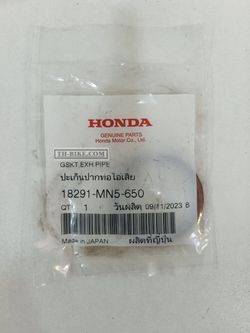 HONDA
GENUINE PARTS
Honda Motor Co., Ltd.
TH-BIKE.COM
GSKT,EXH.PIPE
ปะเก็นปากท่อไอเสีย
18291-MN5-650
QTY 1 วันผลิต 09/11/2023 B
Made in JAPAN ผลิตที่ญี่ปุ่น